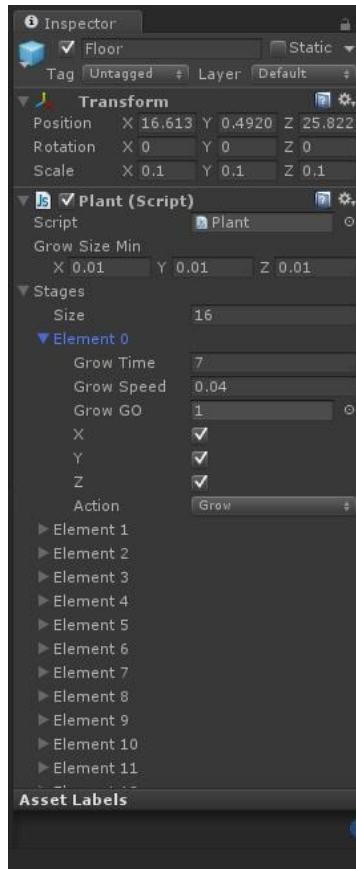 Inspector
Floor Static
Tag Untagged Layer Default
Transform
Position X 16.613 Y 0.4920 Z 25.822
Rotation X 0 Y 0 Z 0
Scale X 0.1 Y 0.1 Z 0.1
Js Plant (Script)
Script Plant
Grow Size Min
X 0.01 Y 0.01 Z 0.01
Stages
Size 16
Element 0
Grow Time 7
Grow Speed 0.04
Grow GO 1
X
Y
Z
Action Grow
Element 1
Element 2
Element 3
Element 4
Element 5
Element 6
Element 7
Element 8
Element 9
Element 10
Element 11
Asset Labels